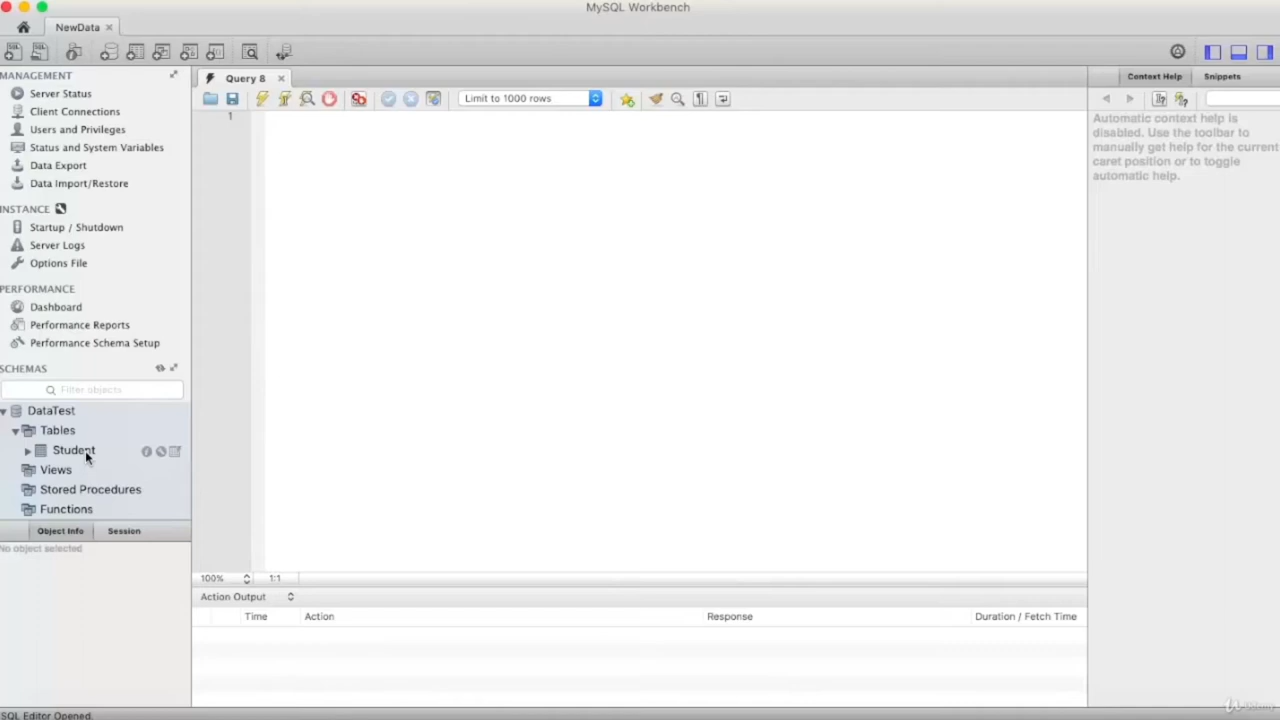 MySQL Workbench
NewData
MANAGEMENT
Server Status
Client Connections
Users and Privileges
Status and System Variables
Data Export
Data Import/Restore
INSTANCE
Startup / Shutdown
Server Logs
Options File
PERFORMANCE
Dashboard
Performance Reports
Performance Schema Setup
SCHEMAS
Filter objects
DataTest
Tables
Student
Views
Stored Procedures
Functions
Object Info Session
No object selected
Query 8
Limit to 1000 rows
1
100% 1:1
Action Output
Time Action Response Duration / Fetch Time
Context Help Snippets
Automatic context help is
disabled. Use the toolbar to
manually get help for the current
caret position or to toggle
automatic help.
SQL Editor Opened.
Udemy